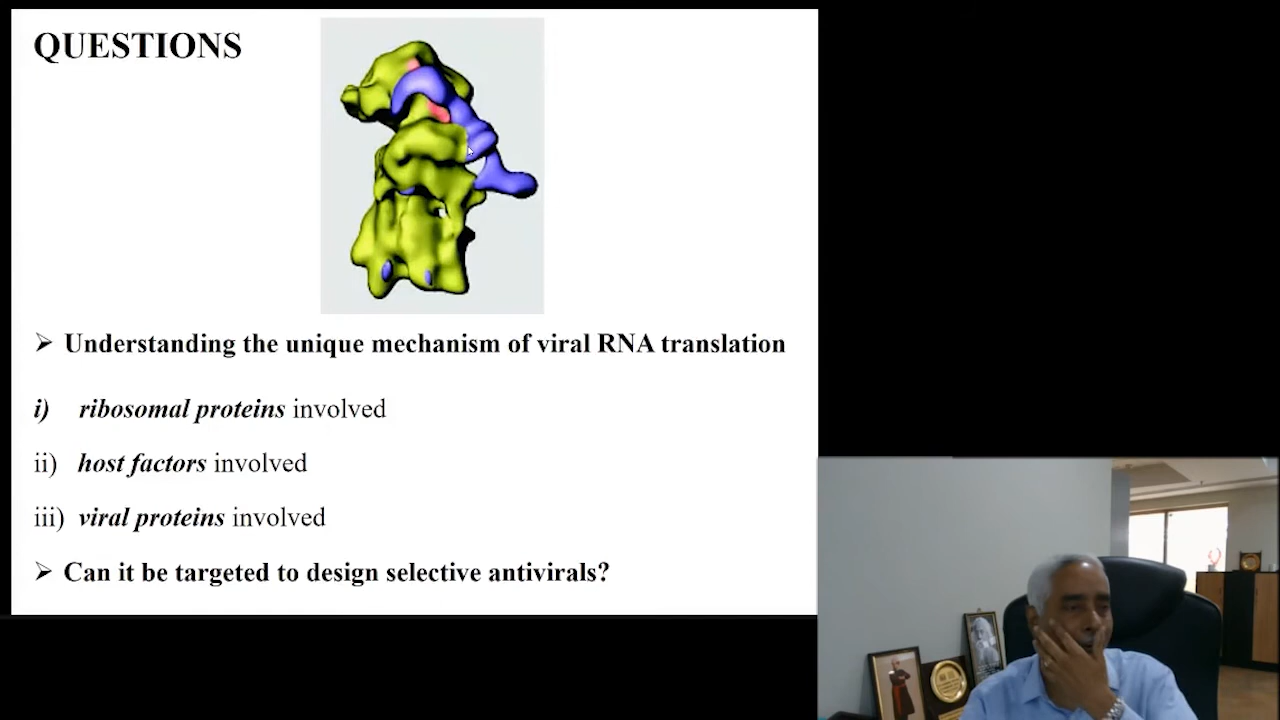 QUESTIONS
➢ Understanding the unique mechanism of viral RNA translation
i) ribosomal proteins involved
ii) host factors involved
iii) viral proteins involved
➢ Can it be targeted to design selective antivirals?